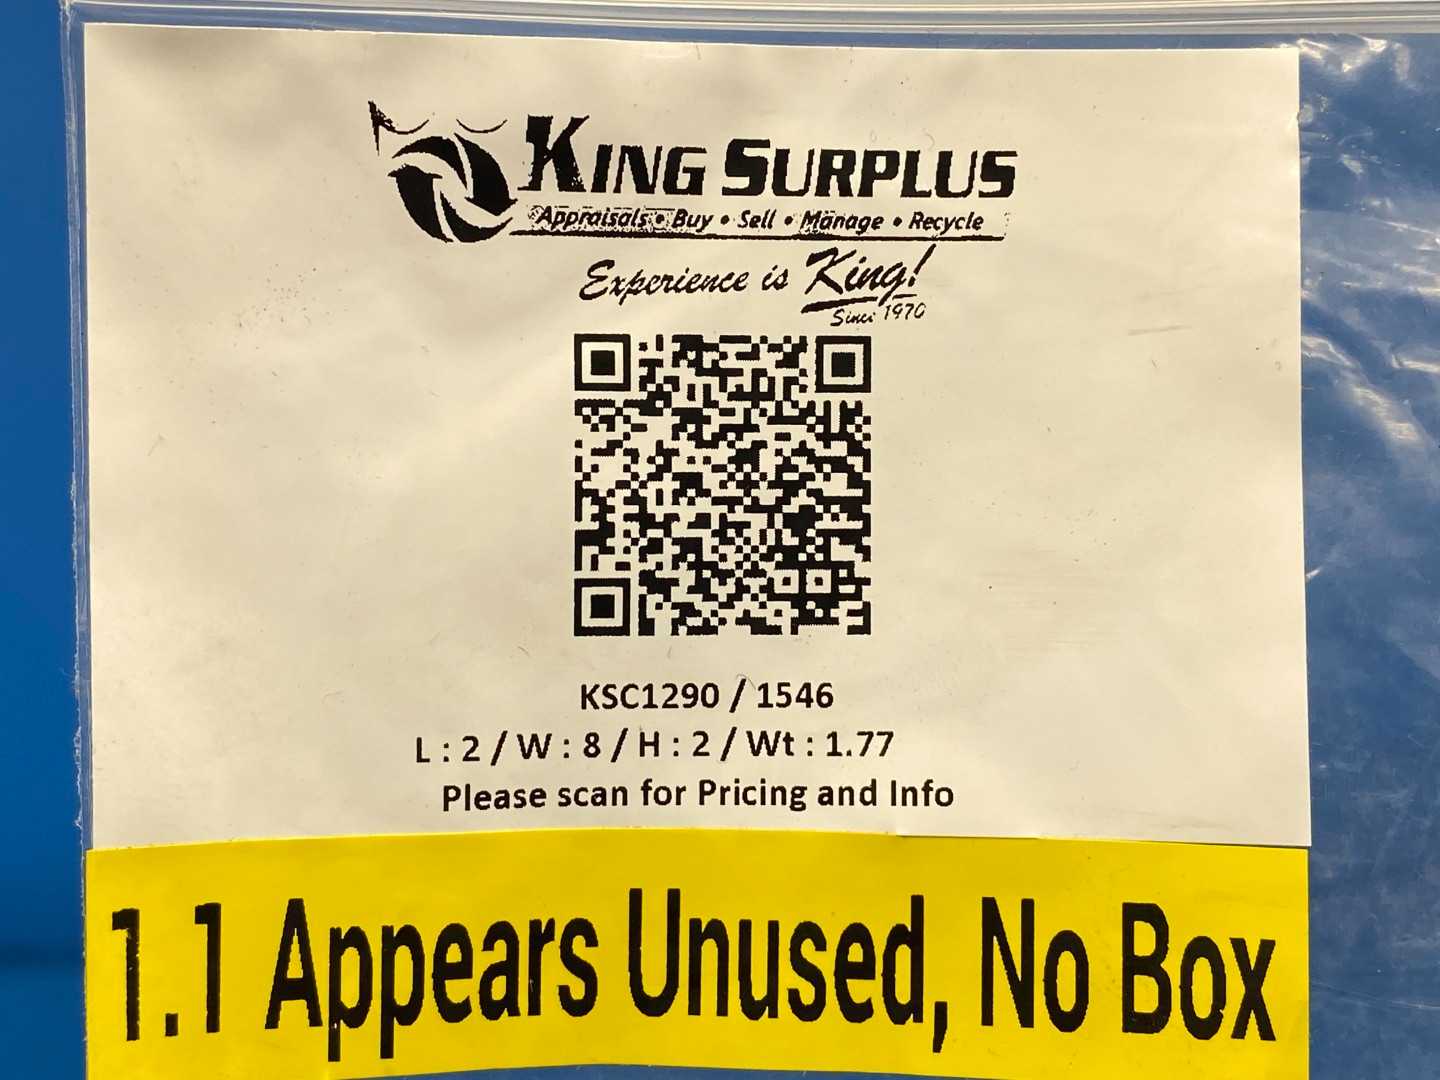 KING SURPLUS
Appraisals • Buy • Sell • Manage • Recycle
Experience is King!
Since 1970
KSC1290 / 1546
L : 2 / W : 8 / H : 2 / Wt : 1.77
Please scan for Pricing and Info
1.1 Appears Unused, No Box